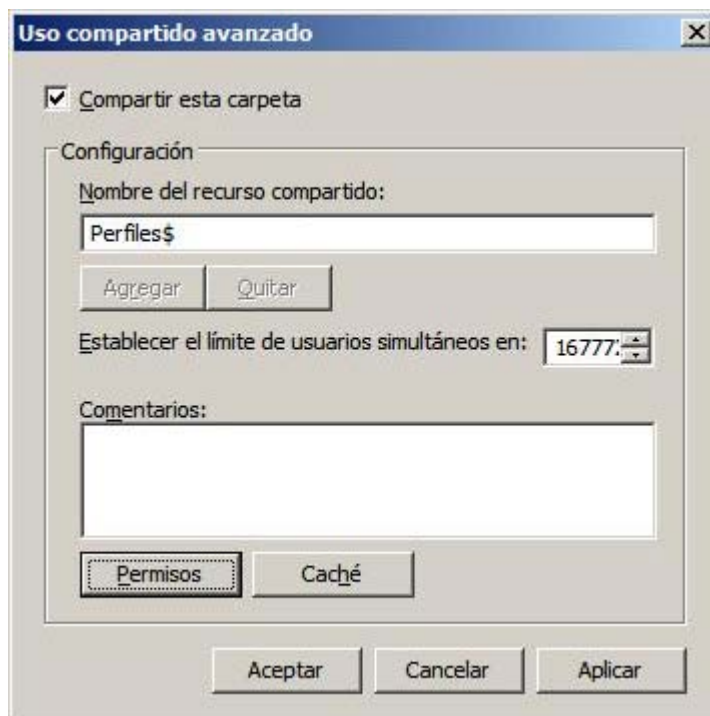 Uso compartido avanzado
Compartir esta carpeta
Configuración
Nombre del recurso compartido:
Perfiles$
Agregar Quitar
Establecer el límite de usuarios simultáneos en:
Comentarios:
Permisos Caché
Aceptar Cancelar Aplicar